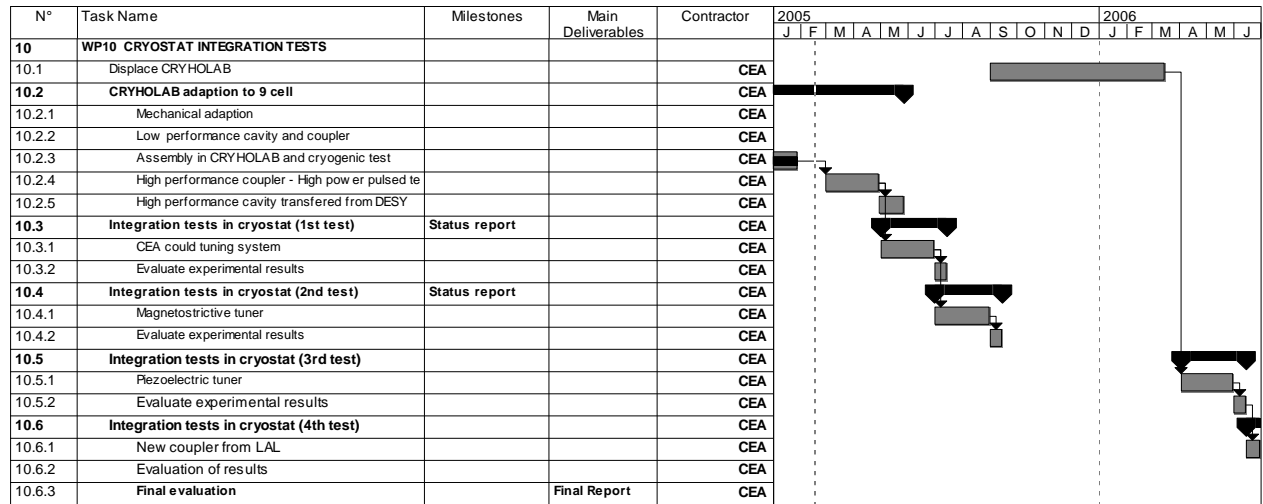 N° Task Name Milestones Main Deliverables Contractor 2005 2006
J F M A M J J A S O N D J F M A M J
10 WP10 CRYOSTAT INTEGRATION TESTS
10.1 Displace CRYHOLAB CEA
10.2 CRYHOLAB adaption to 9 cell CEA
10.2.1 Mechanical adaption CEA
10.2.2 Low performance cavity and coupler CEA
10.2.3 Assembly in CRYHOLAB and cryogenic test CEA
10.2.4 High performance coupler - High power pulsed te CEA
10.2.5 High performance cavity transfered from DESY CEA
10.3 Integration tests in cryostat (1st test) Status report CEA
10.3.1 CEA could tuning system CEA
10.3.2 Evaluate experimental results CEA
10.4 Integration tests in cryostat (2nd test) Status report CEA
10.4.1 Magnetostrictive tuner CEA
10.4.2 Evaluate experimental results CEA
10.5 Integration tests in cryostat (3rd test) CEA
10.5.1 Piezoelectric tuner CEA
10.5.2 Evaluate experimental results CEA
10.6 Integration tests in cryostat (4th test) CEA
10.6.1 New coupler from LAL CEA
10.6.2 Evaluation of results CEA
10.6.3 Final evaluation Final Report CEA